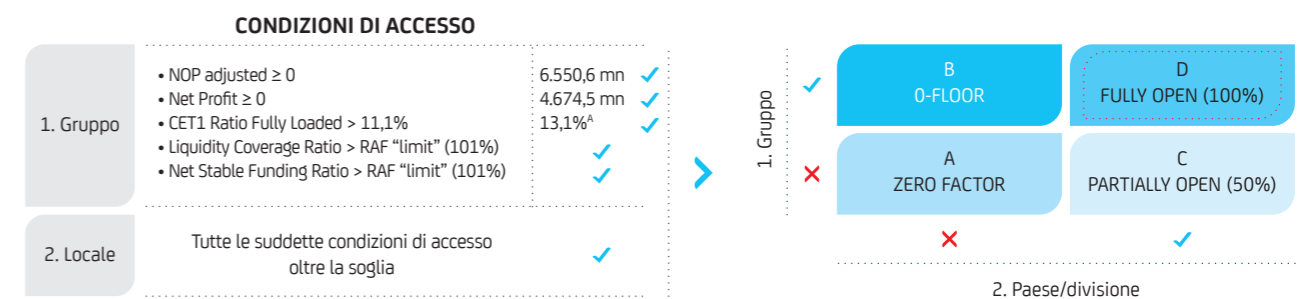 CONDIZIONI DI ACCESSO
1. Gruppo
• NOP adjusted ≥ 0 6.550,6 mn ✓
• Net Profit ≥ 0 4.674,5 mn ✓
• CET1 Ratio Fully Loaded > 11,1% 13,1%ᴬ ✓
• Liquidity Coverage Ratio > RAF “limit” (101%) ✓
• Net Stable Funding Ratio > RAF “limit” (101%) ✓
2. Locale
Tutte le suddette condizioni di accesso
oltre la soglia ✓
1. Gruppo
B
0-FLOOR
D
FULLY OPEN (100%)
A
ZERO FACTOR
C
PARTIALLY OPEN (50%)
2. Paese/divisione